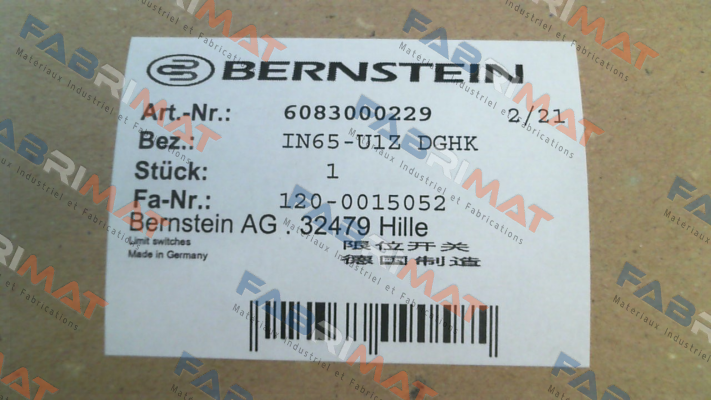 BERNSTEIN
Art.-Nr.: 6083000229 2/21
Bez.: IN65-U1Z DGHK
Stück: 1
Fa-Nr.: 120-0015052
Bernstein AG . 32479 Hille
Limit switches 限位开关
Made in Germany 德国制造
FABRIMAT
Matériaux Industriel et Fabrications